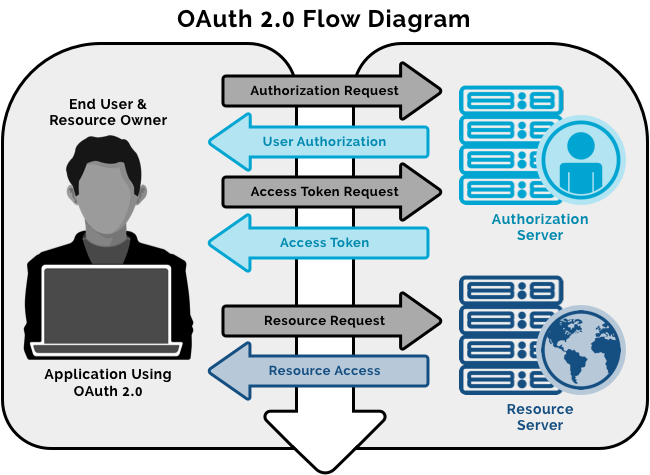 OAuth 2.0 Flow Diagram
End User &
Resource Owner
Authorization Request
User Authorization
Access Token Request
Access Token
Authorization
Server
Resource Request
Resource Access
Application Using
OAuth 2.0
Resource
Server